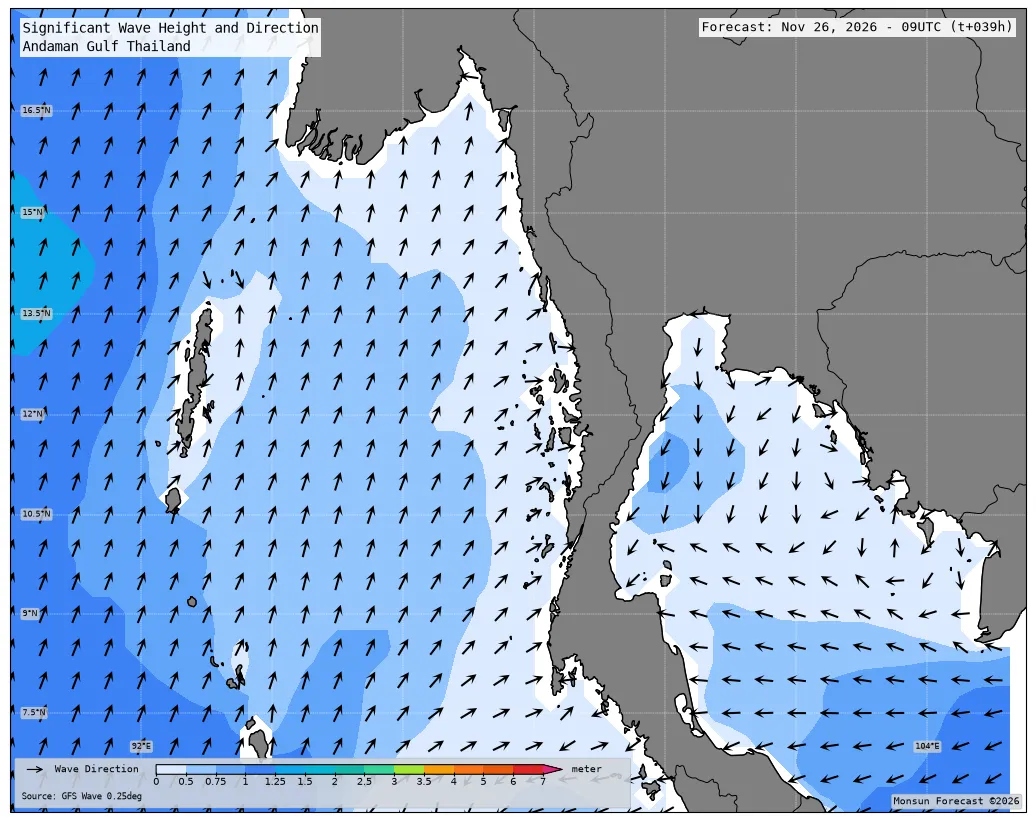 Significant Wave Height and Direction
Andaman Gulf Thailand
Forecast: Nov 26, 2026 - 09UTC (t+039h)
16.5°N
15°N
13.5°N
12°N
10.5°N
9°N
7.5°N
92°E
104°E
Wave Direction
0.5 0.75 1 1.25 1.5 2 2.5 3 3.5 4 5 6 7
meter
Source: GFS Wave 0.25deg
Monsun Forecast ©2026